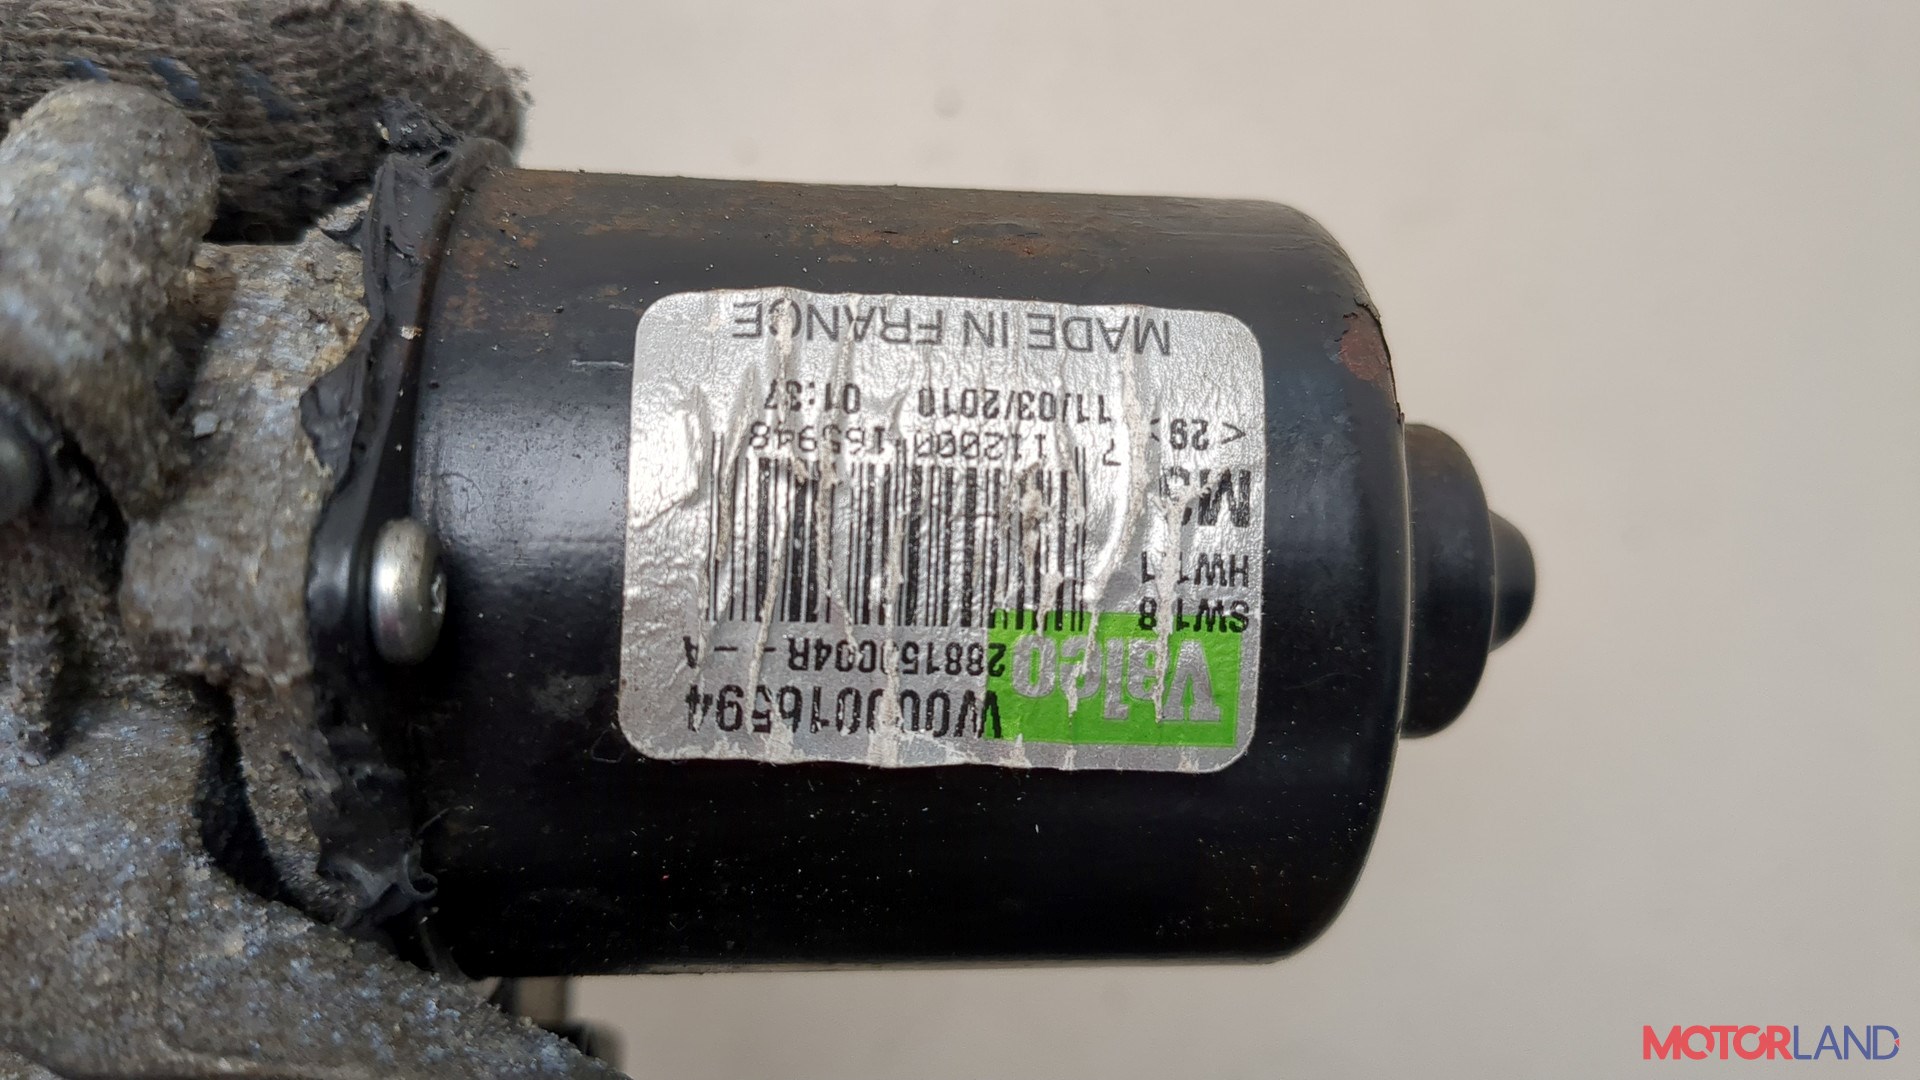 Valeo W000016594
288150004R - - A
SW1.8
HW1.1
7 112000 165948
< 29>
11/03/2010 01:37
MADE IN FRANCE
MOTORLAND